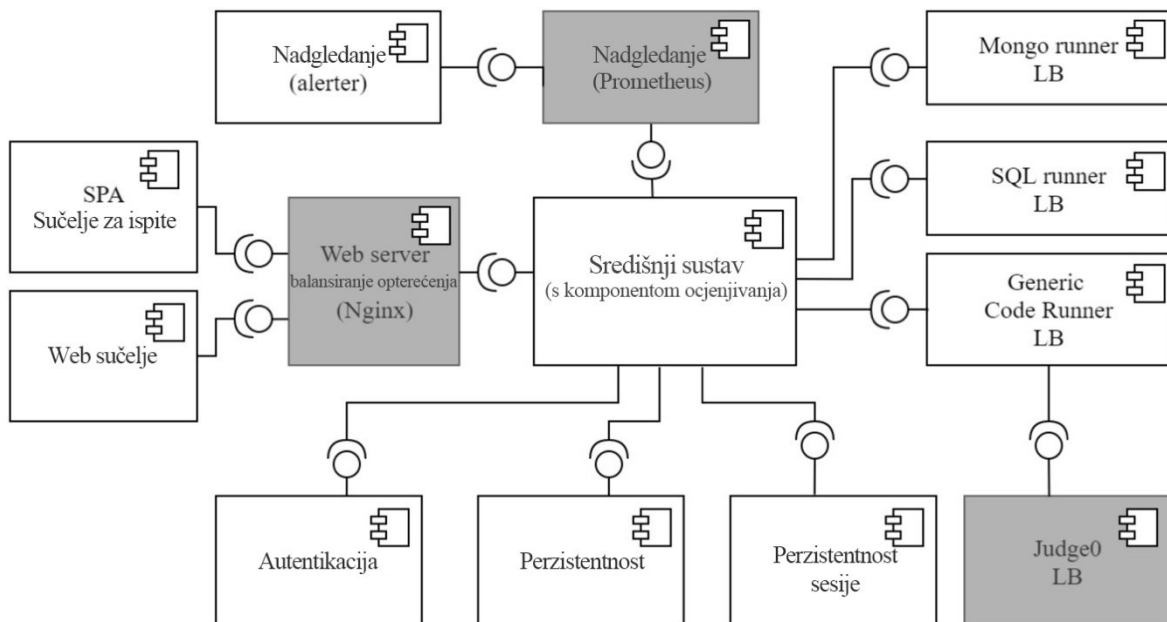 Nadgledanje
(alerter)
Nadgledanje
(Prometheus)
Mongo runner
LB
SPA
Sučelje za ispite
Web server
balansiranje opterećenja
(Nginx)
Središnji sustav
(s komponentom ocjenjivanja)
SQL runner
LB
Web sučelje
Generic
Code Runner
LB
Autentikacija
Perzistentnost
Perzistentnost
sesije
Judge0
LB